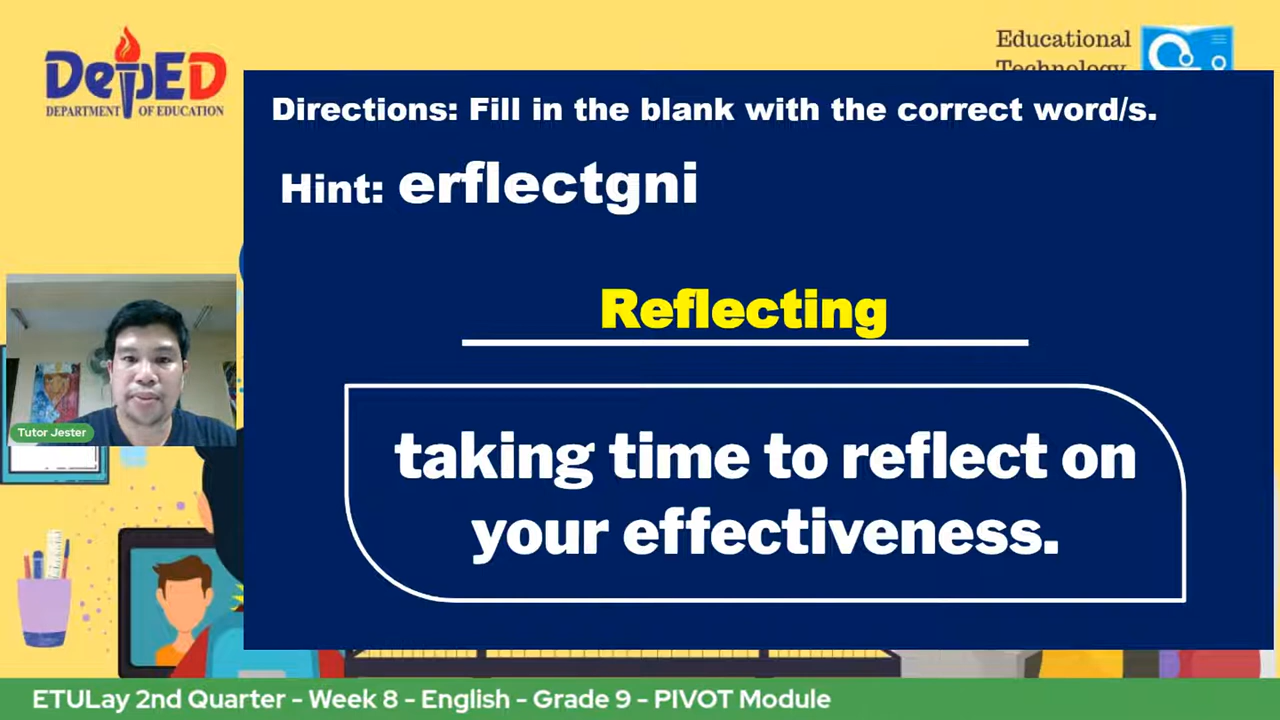 DepED
DEPARTMENT OF EDUCATION
Educational
Technology
Directions: Fill in the blank with the correct word/s.
Hint: erflectgni
Reflecting
taking time to reflect on
your effectiveness.
Tutor Jester
ETULay 2nd Quarter - Week 8 - English - Grade 9 - PIVOT Module